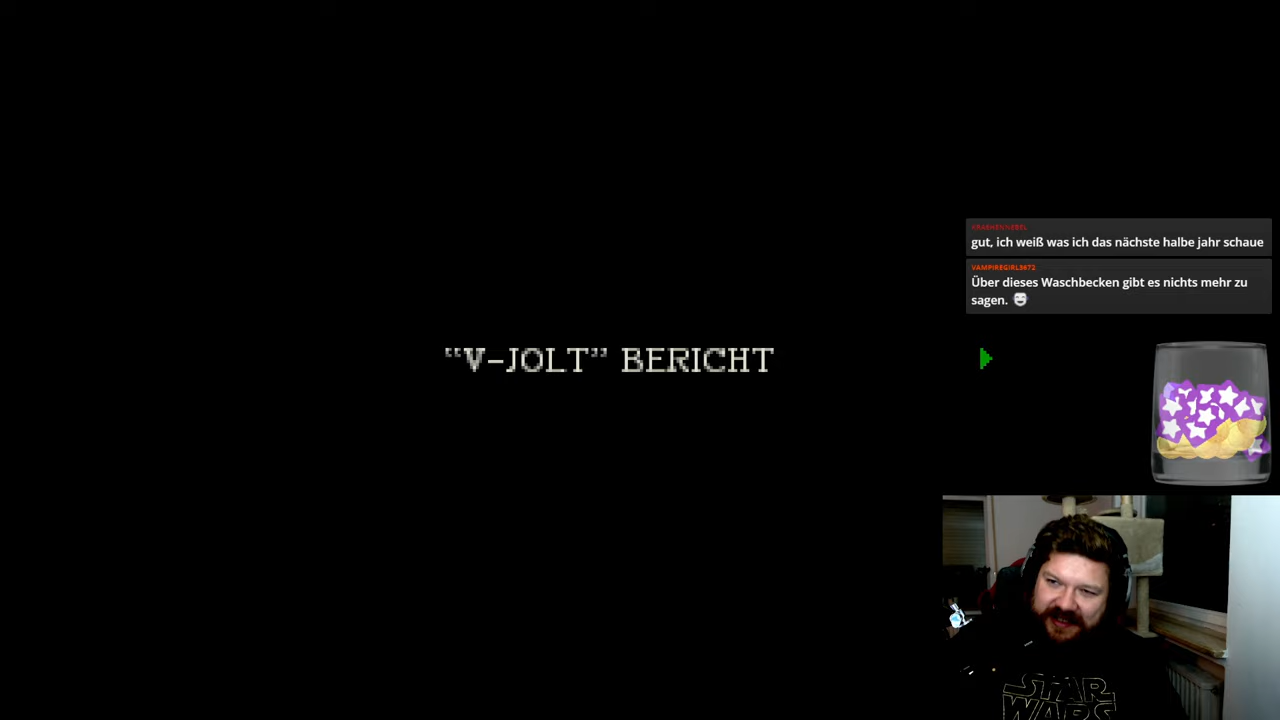 KRAEHENNEBEL
gut, ich weiß was ich das nächste halbe jahr schaue
VAMPIREGIRL3672
Über dieses Waschbecken gibt es nichts mehr zu
sagen.
"V-JOLT" BERICHT
STAR
WARS